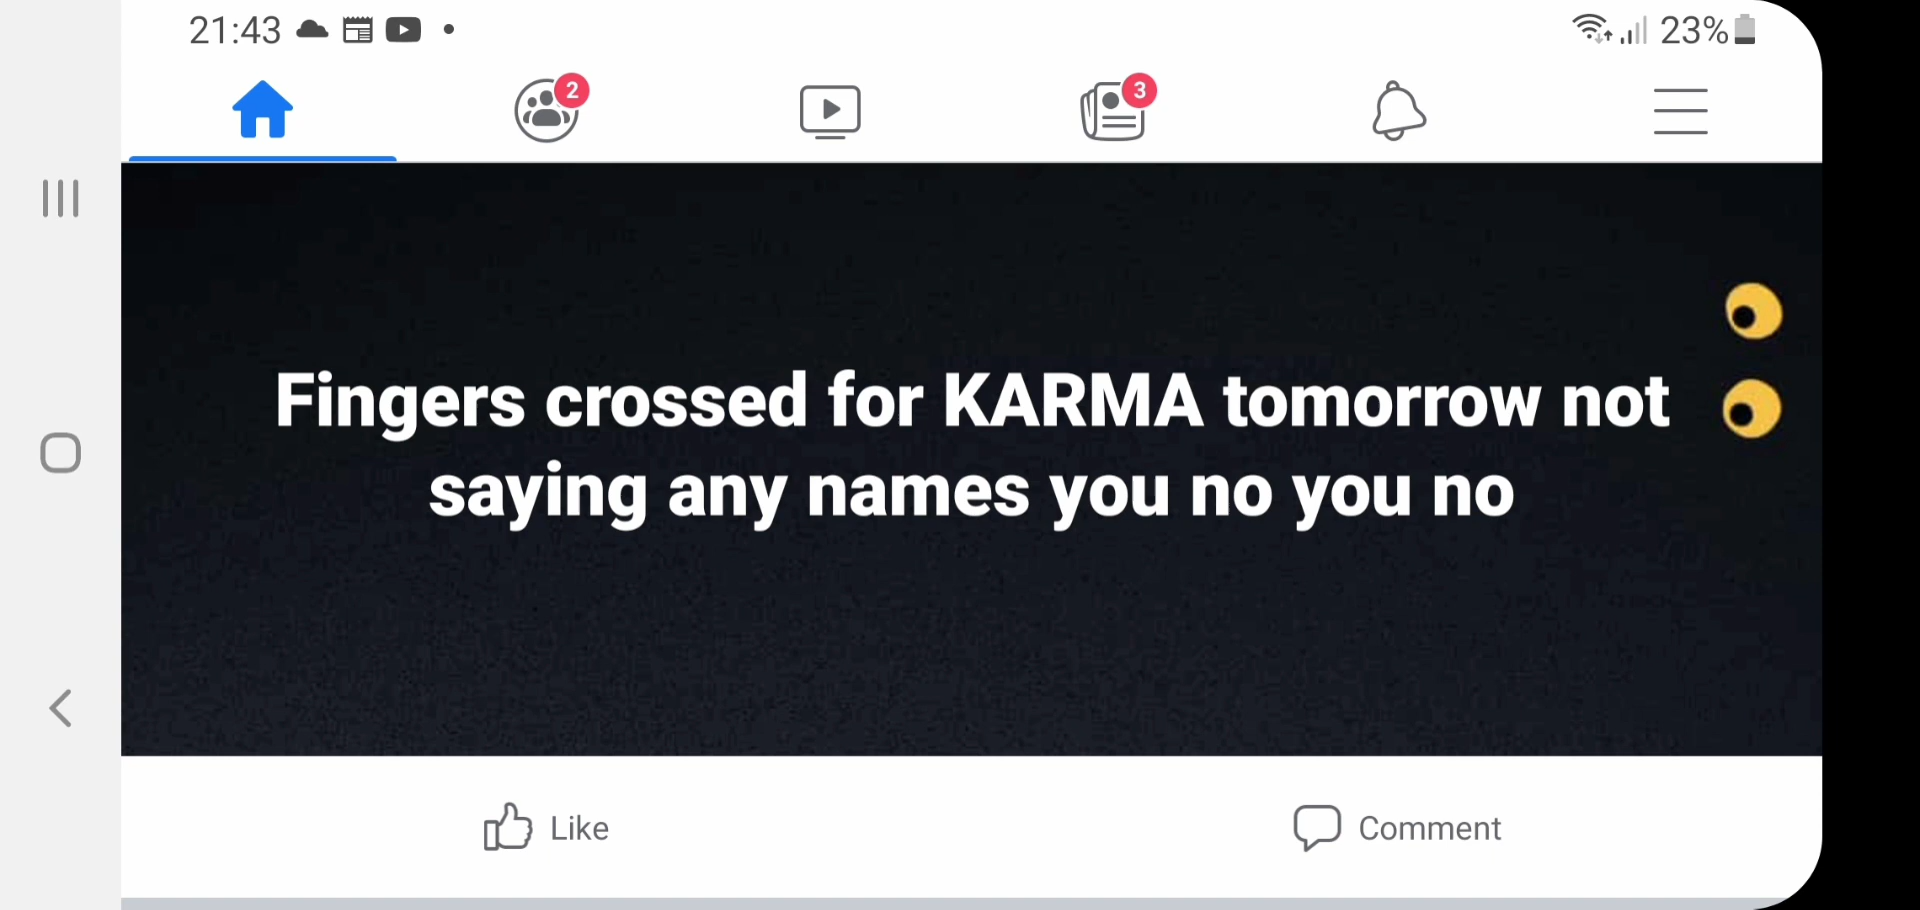 21:43
23%
2
3
Fingers crossed for KARMA tomorrow not
saying any names you no you no
Like
Comment